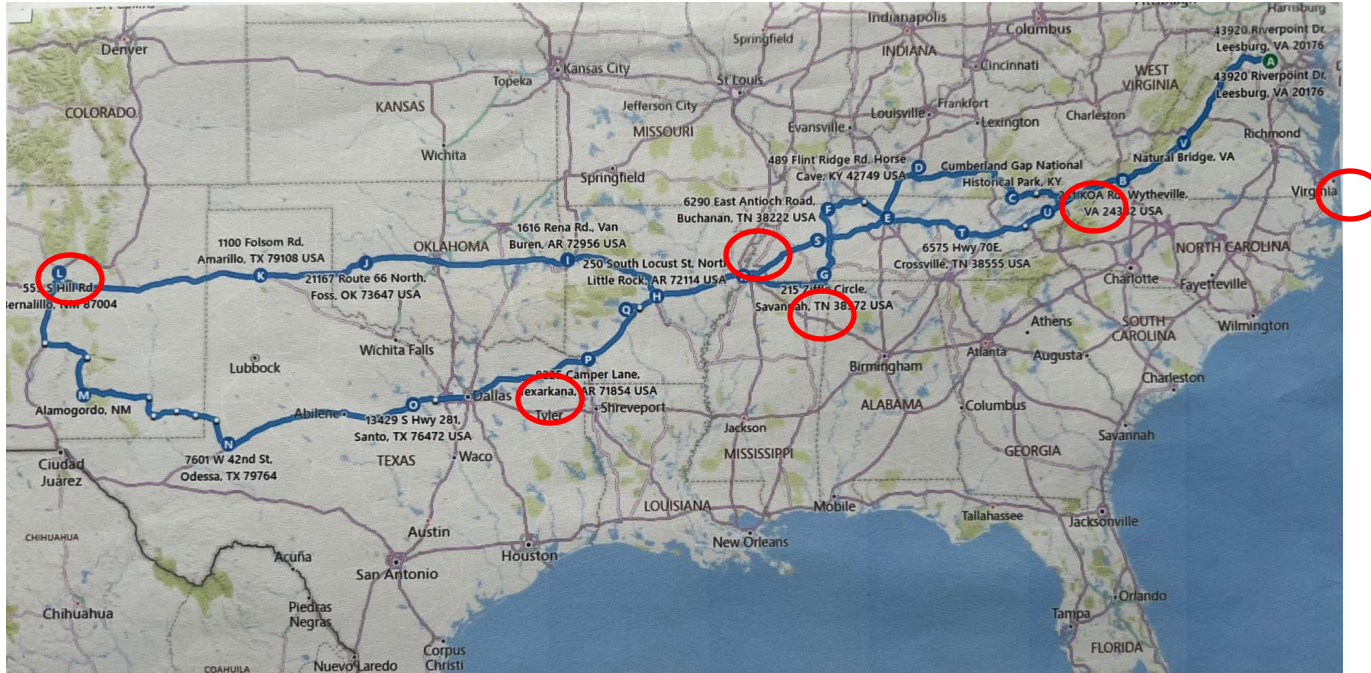 Denver
COLORADO
KANSAS
Topeka
Kansas City
Wichita
Jefferson City
MISSOURI
Springfield
Springfield
St Louis
Indianapolis
INDIANA
Columbus
Cincinnati
Evansville
Louisville
Frankfort
Lexington
WEST
VIRGINIA
Charleston
Harrisburg
43920 Riverpoint Dr,
Leesburg, VA 20176
A
43920 Riverpoint Dr,
Leesburg, VA 20176
Richmond
V
Natural Bridge, VA
B
KOA Rd, Wytheville,
VA 24382 USA
Virginia
U
C
Cumberland Gap National
Historical Park, KY
D
489 Flint Ridge Rd, Horse
Cave, KY 42749 USA
E
F
6290 East Antioch Road,
Buchanan, TN 38222 USA
S
T
6575 Hwy 70E,
Crossville, TN 38555 USA
G
215 Ziffle Circle,
Savannah, TN 38372 USA
250 South Locust St, North
Little Rock, AR 72114 USA
H
Q
I
1616 Rena Rd., Van
Buren, AR 72956 USA
OKLAHOMA
J
21167 Route 66 North,
Foss, OK 73647 USA
K
1100 Folsom Rd,
Amarillo, TX 79108 USA
L
S Hill Rd
Bernalillo, NM 87004
M
Alamogordo, NM
N
7601 W 42nd St,
Odessa, TX 79764
Lubbock
Wichita Falls
Abilene
O
13429 S Hwy 281,
Santo, TX 76472 USA
Dallas
P
Camper Lane,
Texarkana, AR 71854 USA
Tyler
Shreveport
Waco
TEXAS
Austin
San Antonio
Houston
LOUISIANA
New Orleans
Jackson
MISSISSIPPI
Mobile
Birmingham
ALABAMA
Columbus
Atlanta
Athens
Augusta
GEORGIA
SOUTH
CAROLINA
NORTH CAROLINA
Charlotte
Fayetteville
Wilmington
Charleston
Savannah
Tallahassee
Jacksonville
Orlando
Tampa
FLORIDA
Ciudad
Juárez
CHIHUAHUA
Chihuahua
Acuña
Piedras
Negras
COAHUILA
Nuevo Laredo
Corpus
Christi